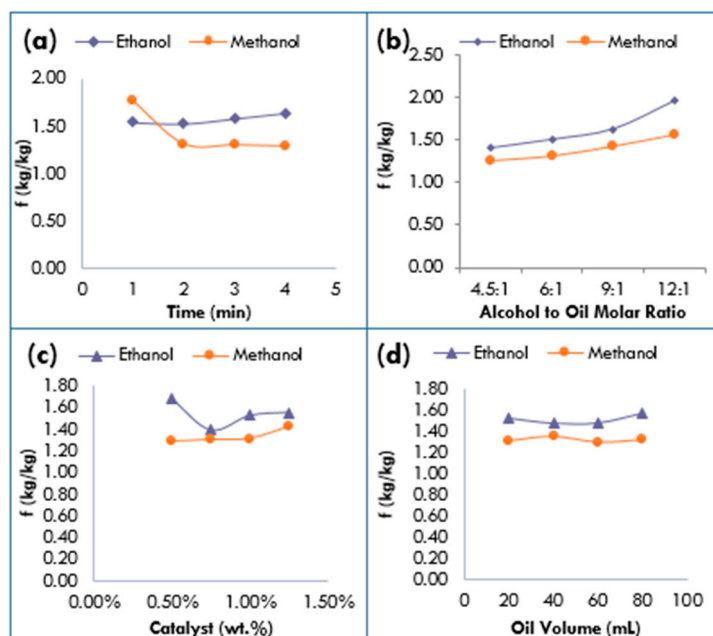 (a)
Ethanol Methanol
2.00
1.50
1.00
0.50
0.00
f (kg/kg)
0 1 2 3 4 5
Time (min)
(b)
Ethanol Methanol
2.50
2.00
1.50
1.00
0.50
0.00
f (kg/kg)
4.5:1 6:1 9:1 12:1
Alcohol to Oil Molar Ratio
(c)
Ethanol Methanol
1.80
1.60
1.40
1.20
1.00
0.80
0.60
0.40
0.20
0.00
f (kg/kg)
0.00% 0.50% 1.00% 1.50%
Catalyst (wt.%)
(d)
Ethanol Methanol
1.80
1.60
1.40
1.20
1.00
0.80
0.60
0.40
0.20
0.00
f (kg/kg)
0 20 40 60 80 100
Oil Volume (mL)